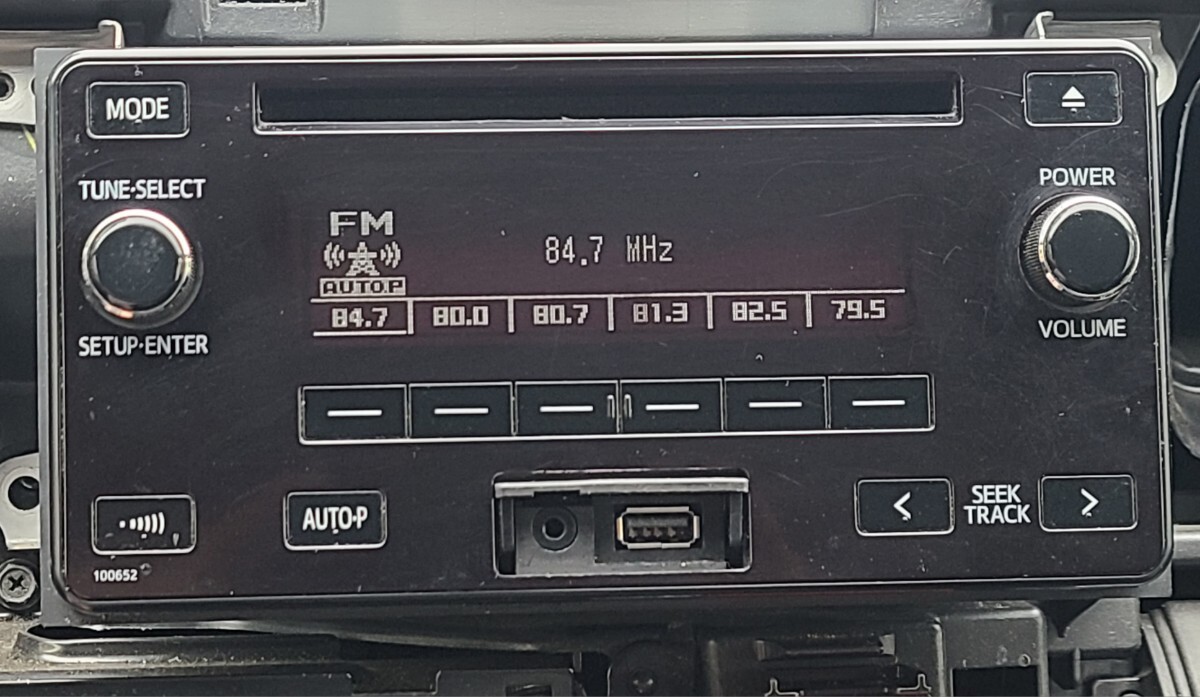 MODE
TUNE·SELECT
POWER
FM
84.7 MHz
AUTO.P
84.7 80.0 80.7 81.3 82.5 79.5
SETUP·ENTER
VOLUME
AUTO·P
SEEK
TRACK
100652